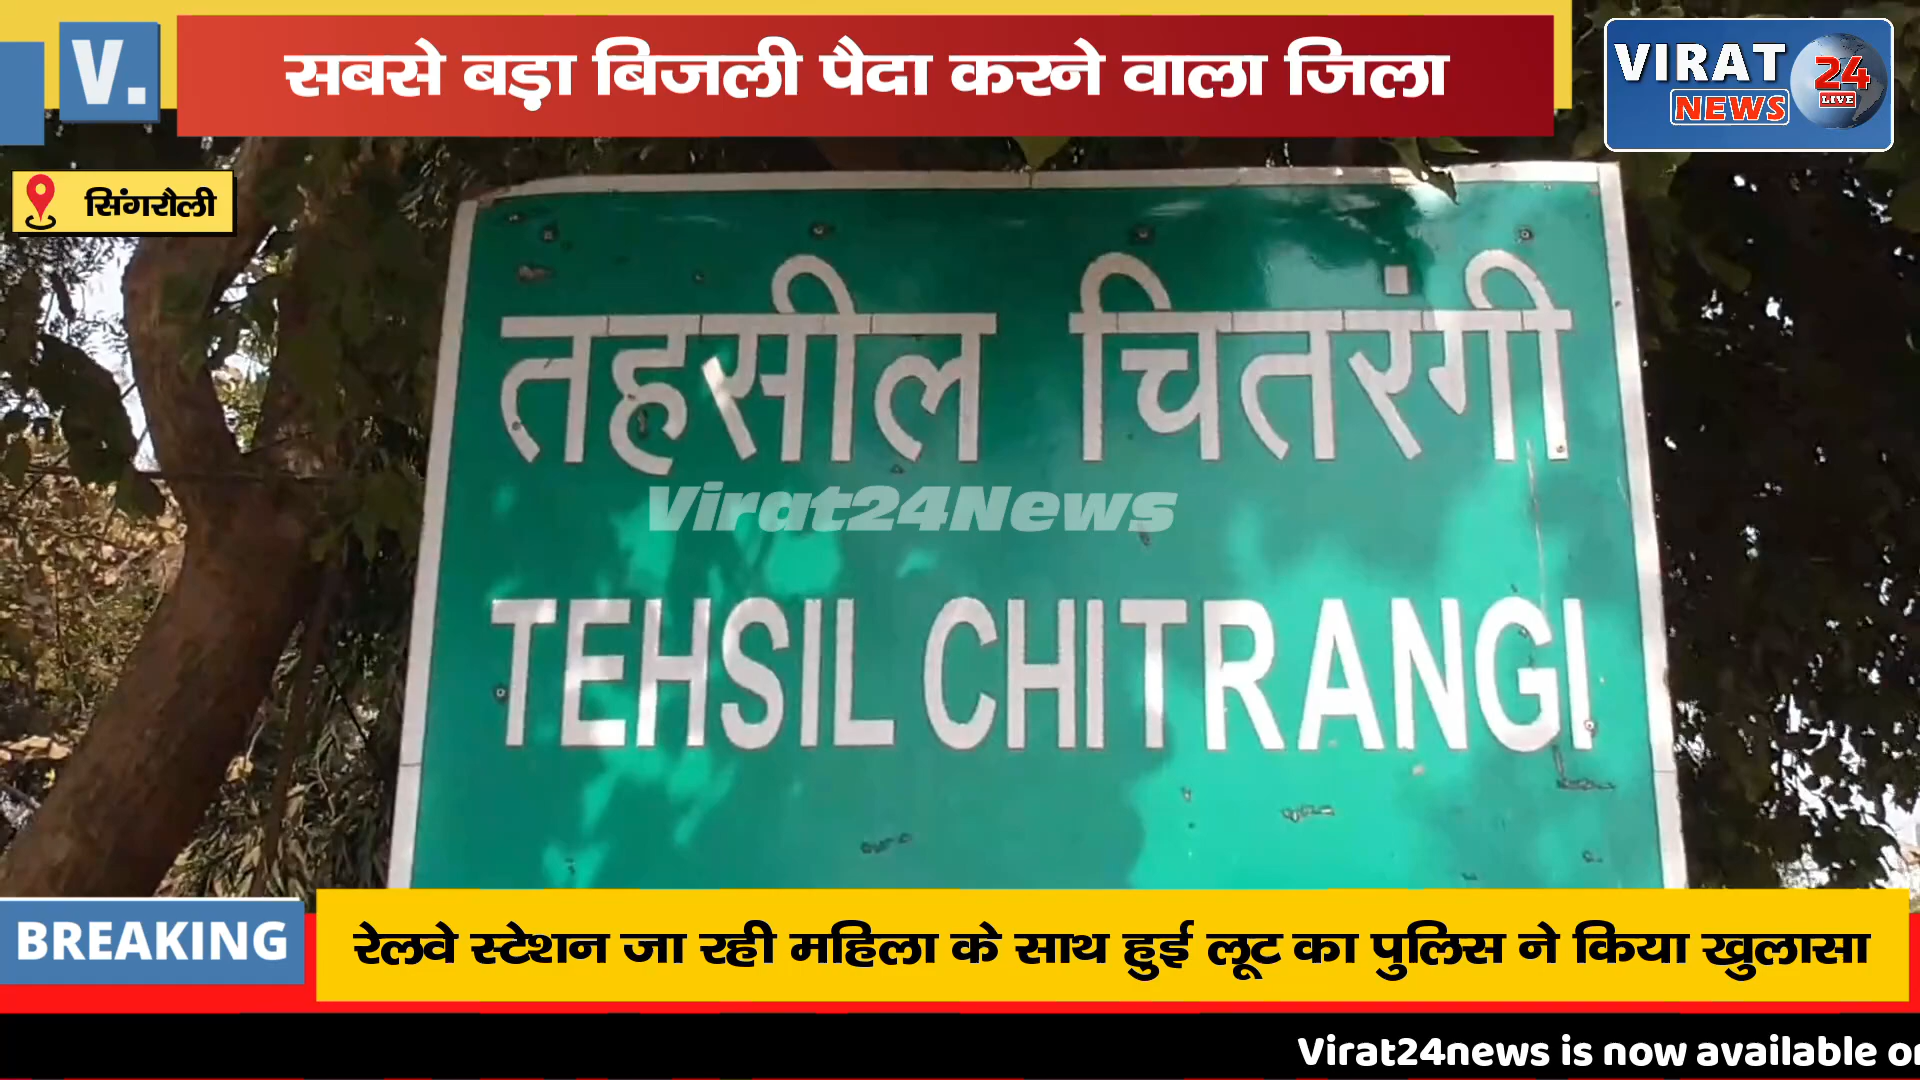 V.
सबसे बड़ा बिजली पैदा करने वाला जिला
VIRAT
24
NEWS
LIVE
सिंगरौली
तहसील चितरंगी
Virat24News
TEHSIL CHITRANGI
BREAKING
रेलवे स्टेशन जा रही महिला के साथ हुई लूट का पुलिस ने किया खुलासा
Virat24news is now available on